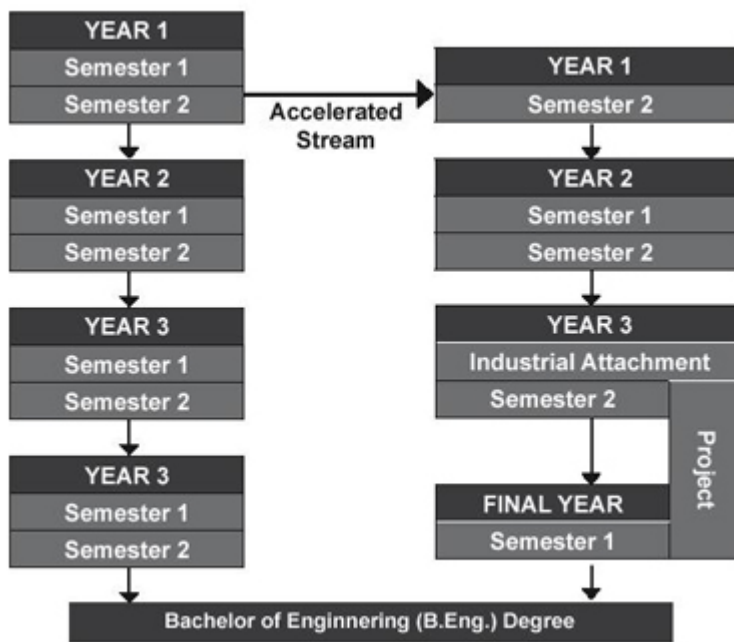 YEAR 1
Semester 1
Semester 2
Accelerated
Stream
YEAR 2
Semester 1
Semester 2
YEAR 3
Semester 1
Semester 2
YEAR 3
Semester 1
Semester 2
YEAR 1
Semester 2
YEAR 2
Semester 1
Semester 2
YEAR 3
Industrial Attachment
Semester 2
Project
FINAL YEAR
Semester 1
Bachelor of Enginnering (B.Eng.) Degree